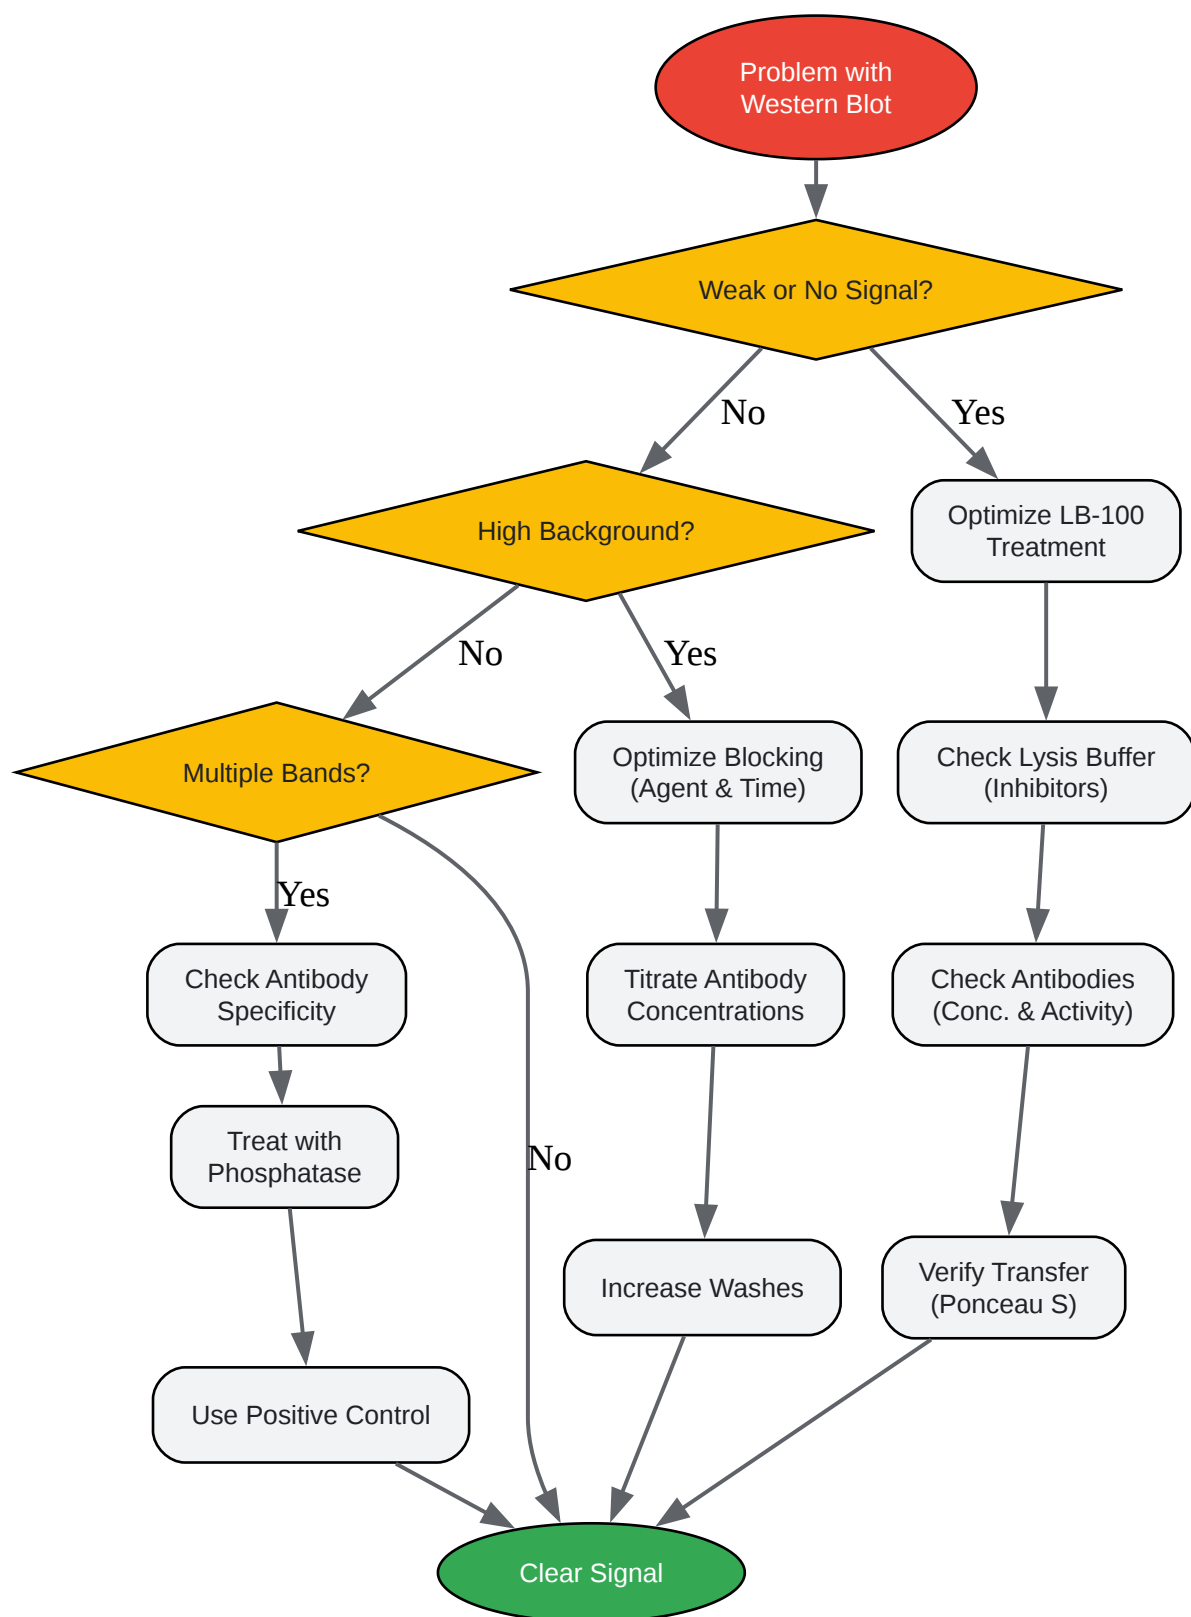 Problem with
Western Blot
Weak or No Signal?
No
Yes
High Background?
Optimize LB-100
Treatment
No
Yes
Multiple Bands?
Optimize Blocking
(Agent & Time)
Check Lysis Buffer
(Inhibitors)
Yes
Check Antibody
Specificity
Titrate Antibody
Concentrations
Check Antibodies
(Conc. & Activity)
Treat with
Phosphatase
No
Increase Washes
Verify Transfer
(Ponceau S)
Use Positive Control
Clear Signal